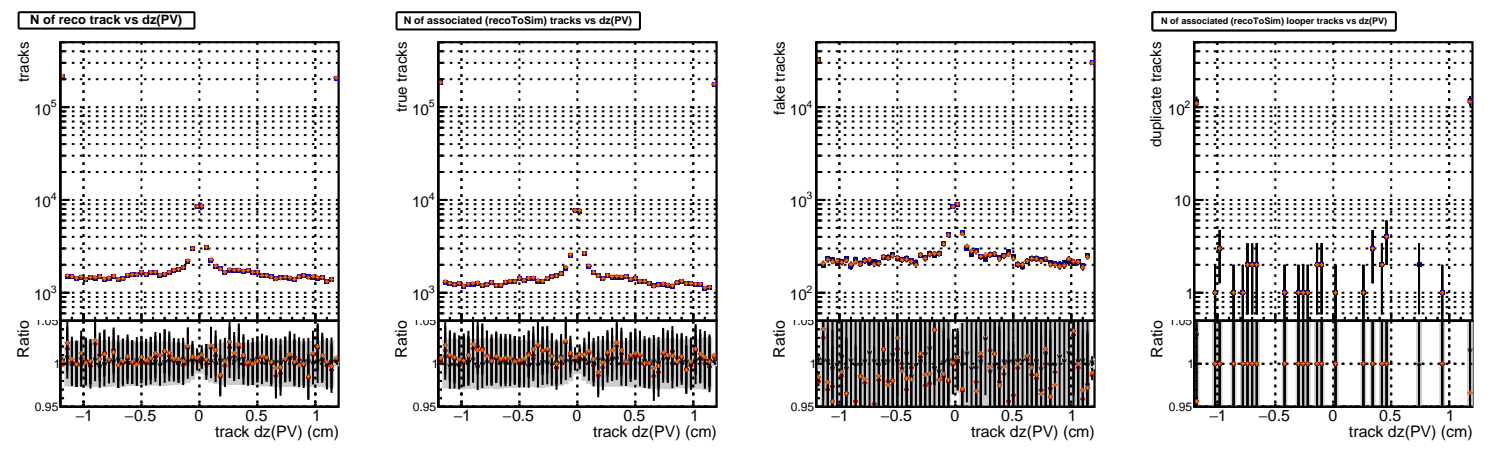 N of reco track vs dz(PV)
tracks
10^5
10^4
10^3
Ratio
1.05
1
0.95
−1 −0.5 0 0.5 1
track dz(PV) (cm)
N of associated (recoToSim) tracks vs dz(PV)
true tracks
10^5
10^4
10^3
Ratio
1.05
1
0.95
−1 −0.5 0 0.5 1
track dz(PV) (cm)
fake tracks
10^4
10^3
10^2
Ratio
1.05
1
0.95
−1 −0.5 0 0.5 1
track dz(PV) (cm)
N of associated (recoToSim) looper tracks vs dz(PV)
duplicate tracks
10^2
10
1
Ratio
1.05
1
0.95
−1 −0.5 0 0.5 1
track dz(PV) (cm)